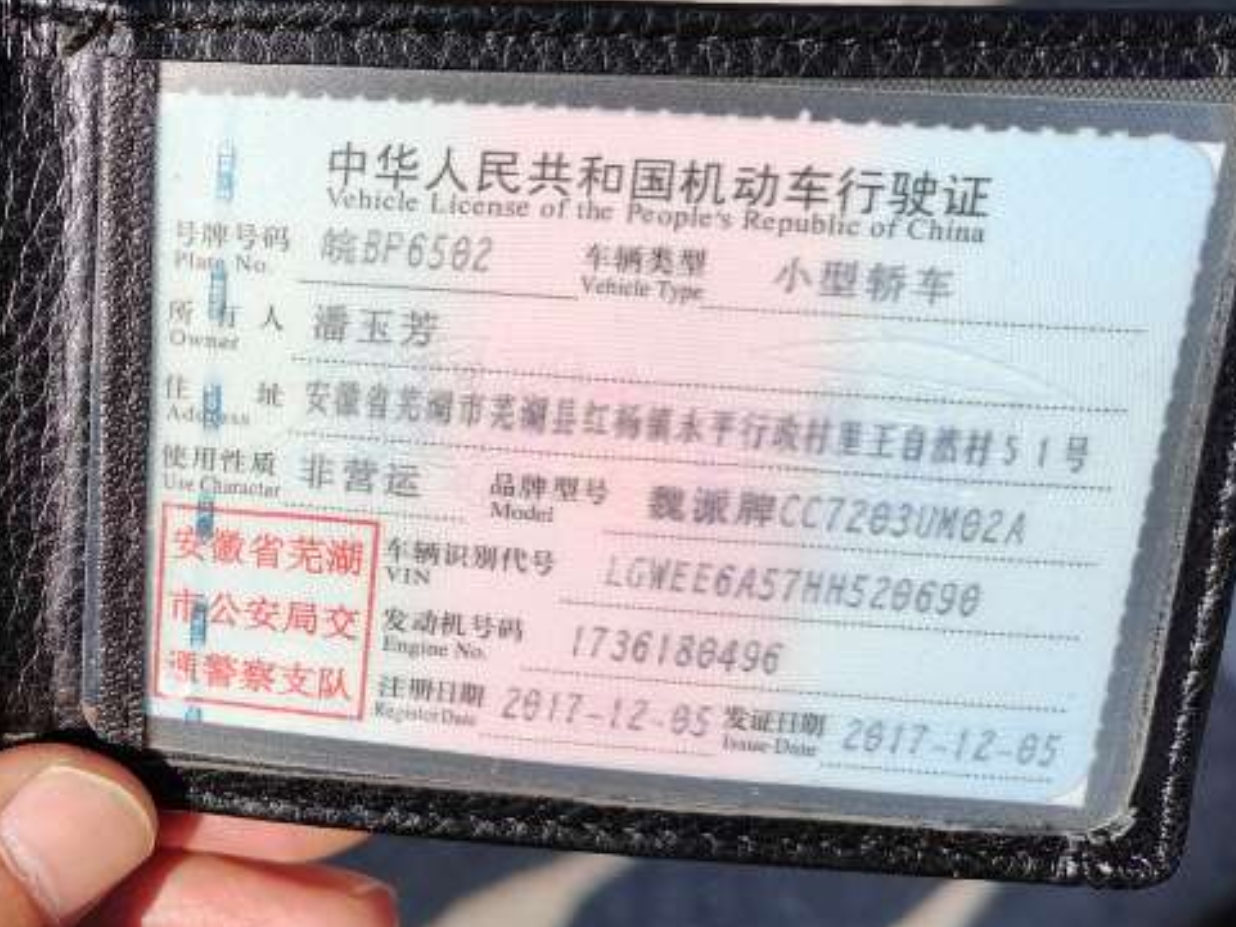 中华人民共和国机动车行驶证
Vehicle License of the People's Republic of China
号牌号码 皖BP6502 车辆类型 小型轿车
Plate No. Vehicle Type
所有人 潘玉芳
Owner
住址 安徽省芜湖市芜湖县红杨镇永平行政村里王自然村51号
Address
使用性质 非营运 品牌型号 魏派牌CC7203UM02A
Use Character Model
安徽省芜湖 车辆识别代号 LGWEE6A57HH520690
VIN
市公安局交 发动机号码 1736180496
Engine No.
通警察支队 注册日期 2017-12-05 发证日期 2017-12-05
Register Date Issue Date